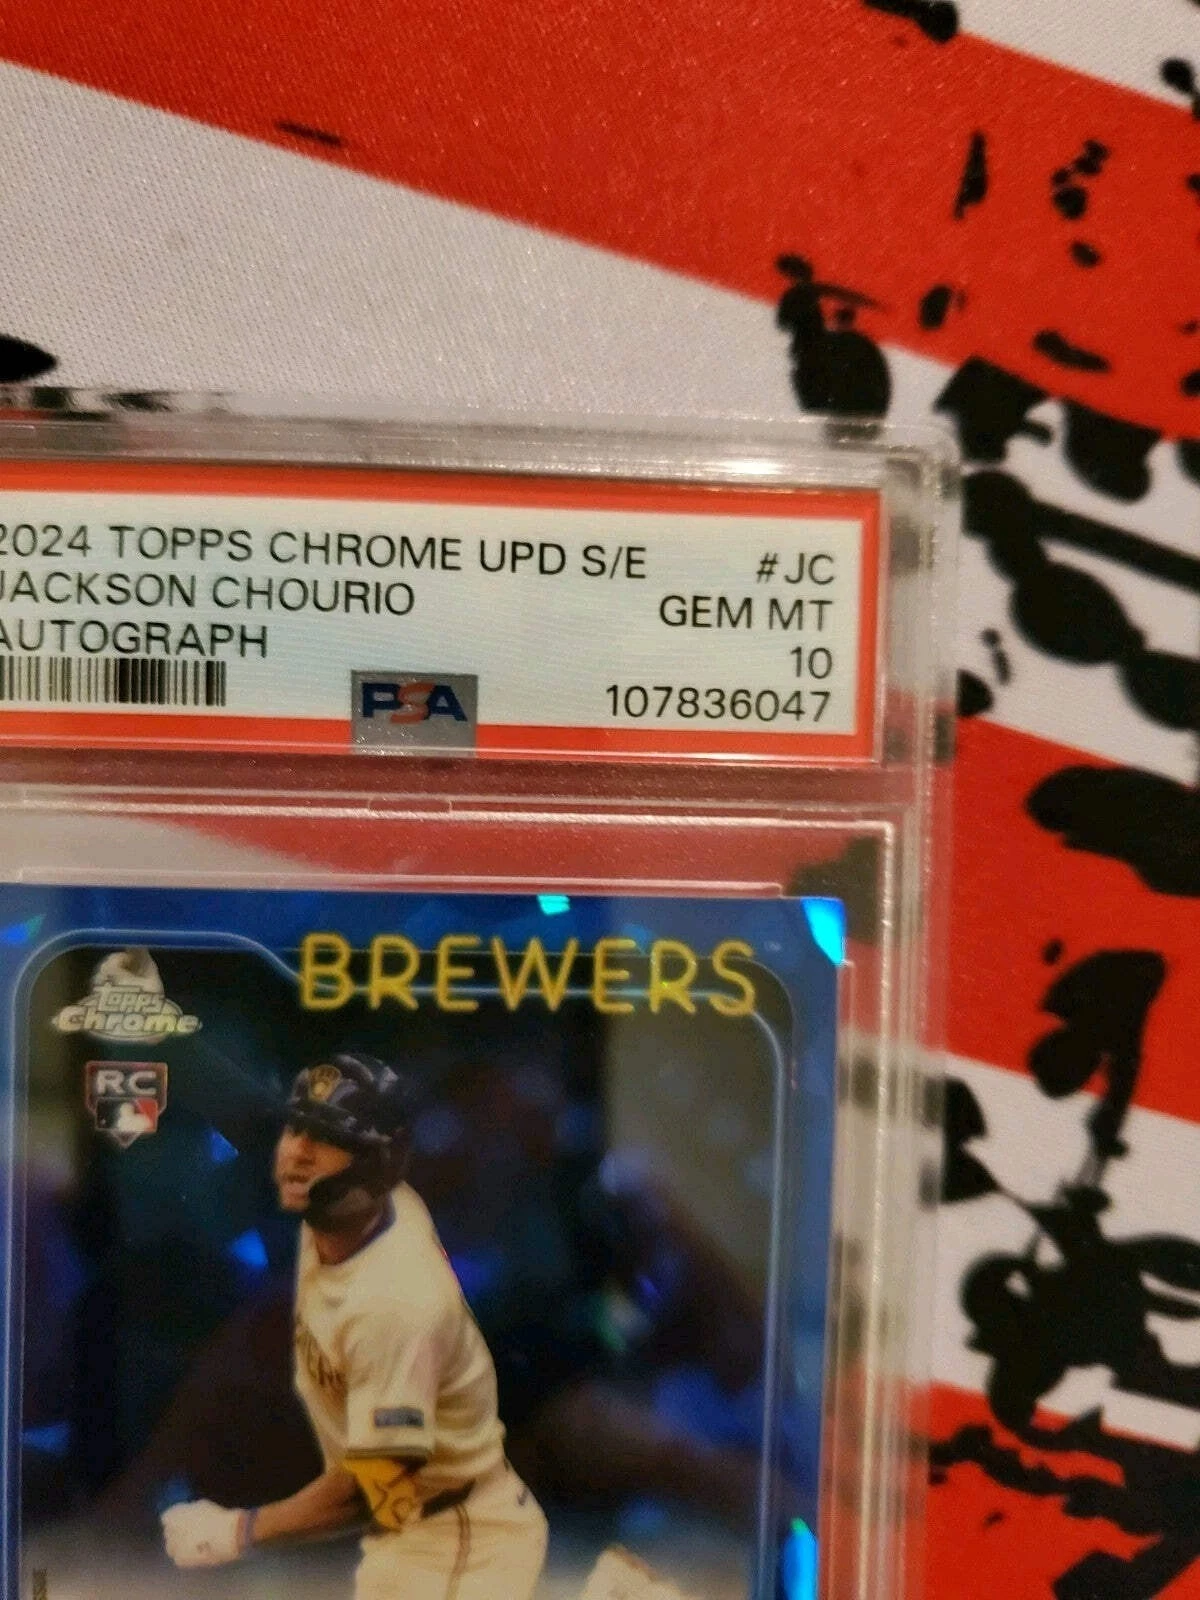 2024 TOPPS CHROME UPD S/E #JC
JACKSON CHOURIO GEM MT
AUTOGRAPH 10
PSA 107836047
BREWERS
Topps
Chrome
RC